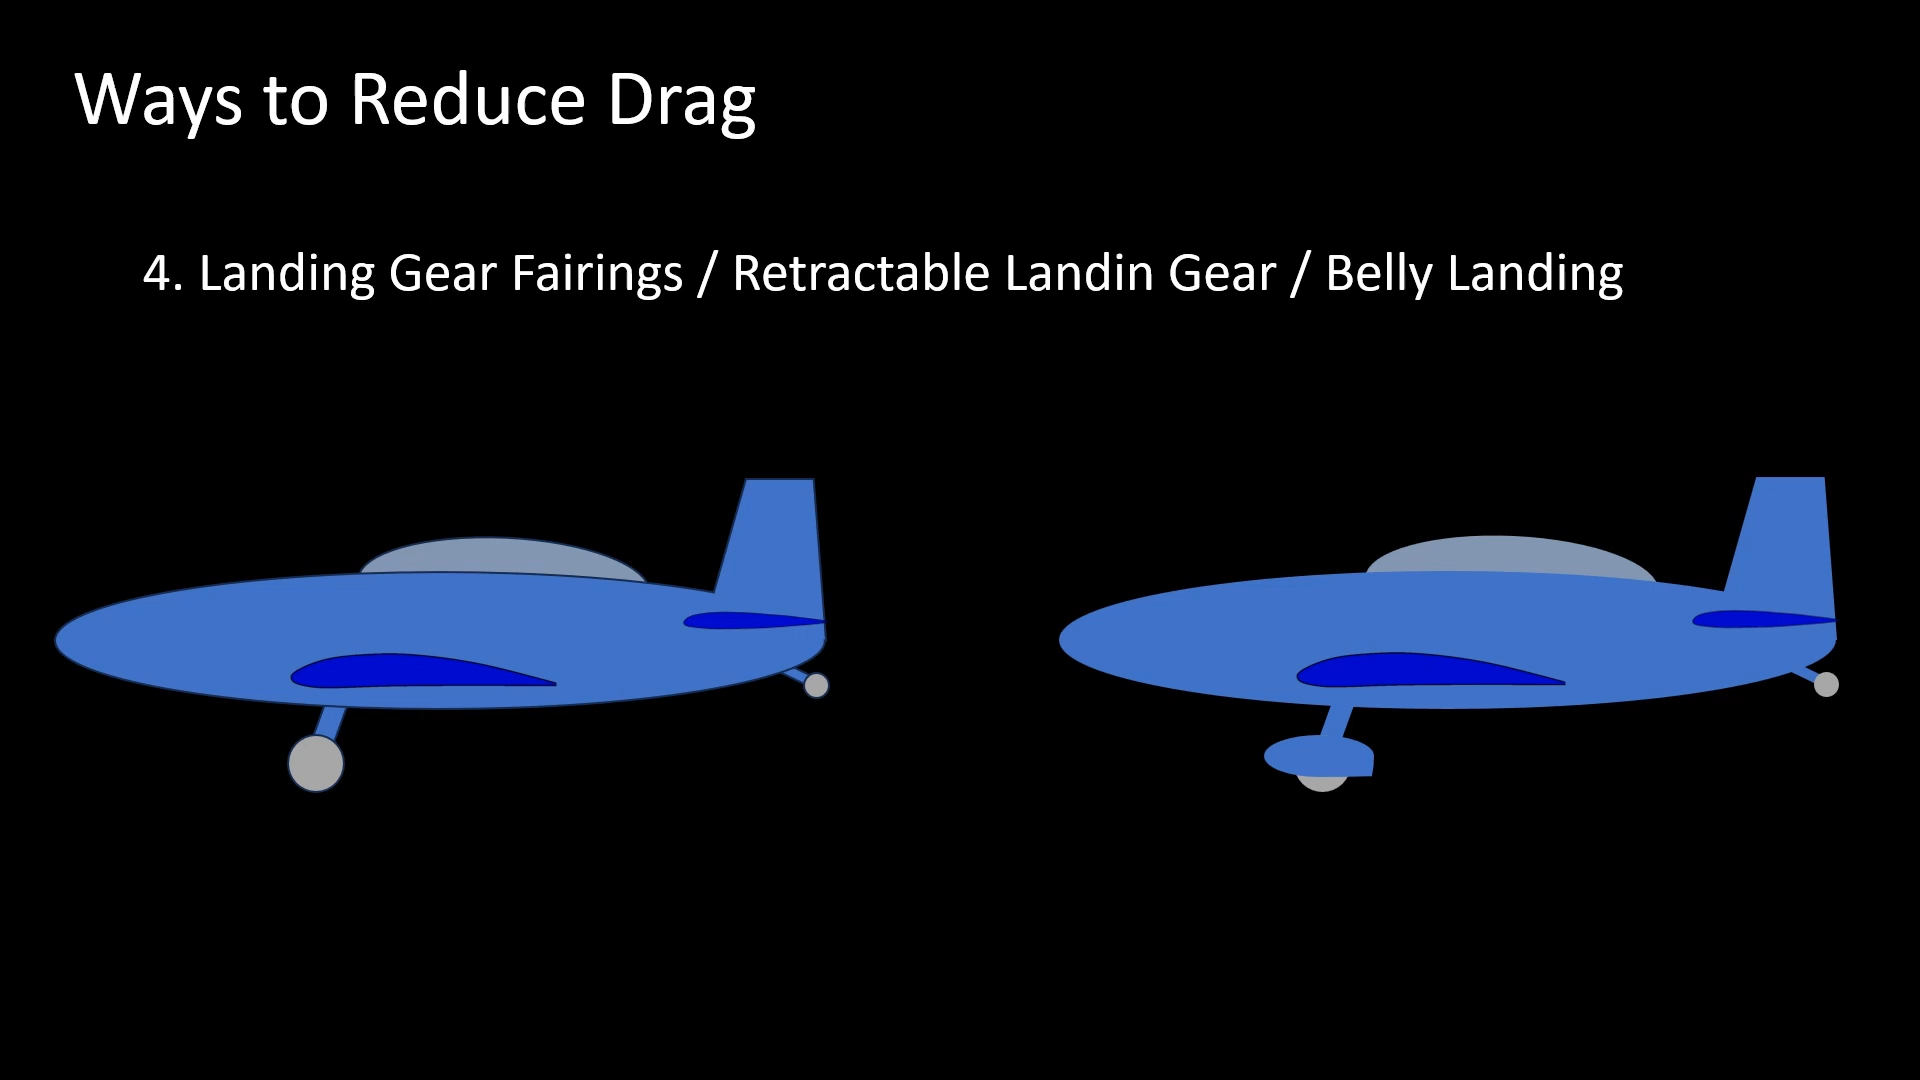 Ways to Reduce Drag
4. Landing Gear Fairings / Retractable Landin Gear / Belly Landing